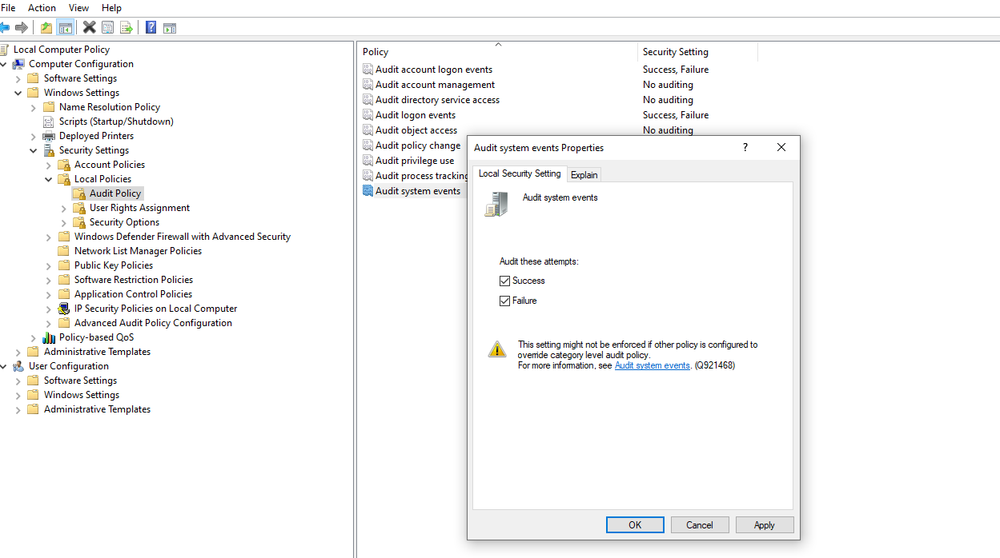 File Action View Help
Local Computer Policy
Computer Configuration
Software Settings
Windows Settings
Name Resolution Policy
Scripts (Startup/Shutdown)
Deployed Printers
Security Settings
Account Policies
Local Policies
Audit Policy
User Rights Assignment
Security Options
Windows Defender Firewall with Advanced Security
Network List Manager Policies
Public Key Policies
Software Restriction Policies
Application Control Policies
IP Security Policies on Local Computer
Advanced Audit Policy Configuration
Policy-based QoS
Administrative Templates
User Configuration
Software Settings
Windows Settings
Administrative Templates
Policy Security Setting
Audit account logon events Success, Failure
Audit account management No auditing
Audit directory service access No auditing
Audit logon events Success, Failure
Audit object access No auditing
Audit policy change
Audit privilege use
Audit process tracking
Audit system events
Audit system events Properties
? 
Local Security Setting Explain
Audit system events
Audit these attempts:
Success
Failure
This setting might not be enforced if other policy is configured to
override category level audit policy.
For more information, see Audit system events. (Q921468)
OK Cancel Apply